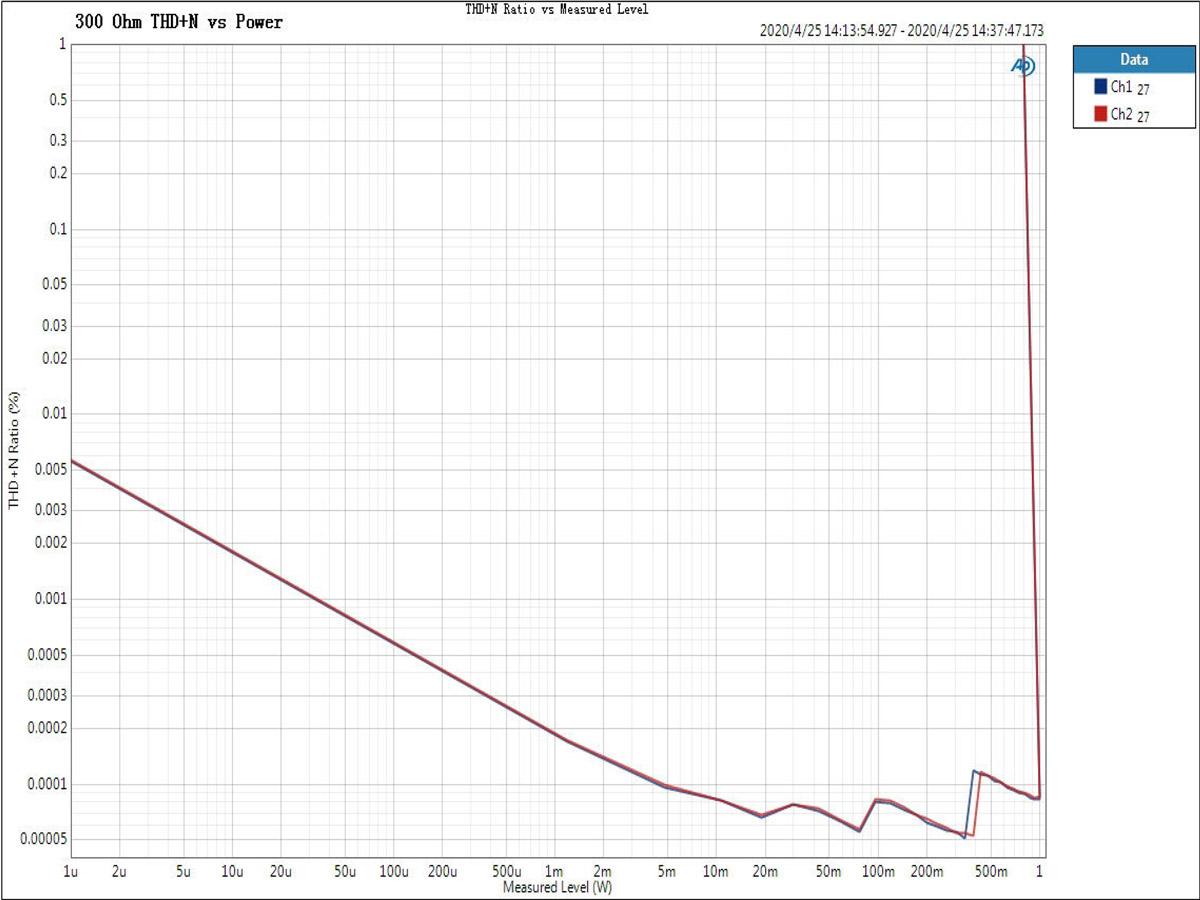 THD+N Ratio vs Measured Level
300 Ohm THD+N vs Power
2020/4/25 14:13:54.927 - 2020/4/25 14:37:47.173
AP
Data
Ch1 27
Ch2 27
THD+N Ratio (%)
1
0.5
0.3
0.2
0.1
0.05
0.03
0.02
0.01
0.005
0.003
0.002
0.001
0.0005
0.0003
0.0002
0.0001
0.00005
1u 2u 5u 10u 20u 50u 100u 200u 500u 1m 2m 5m 10m 20m 50m 100m 200m 500m 1
Measured Level (W)